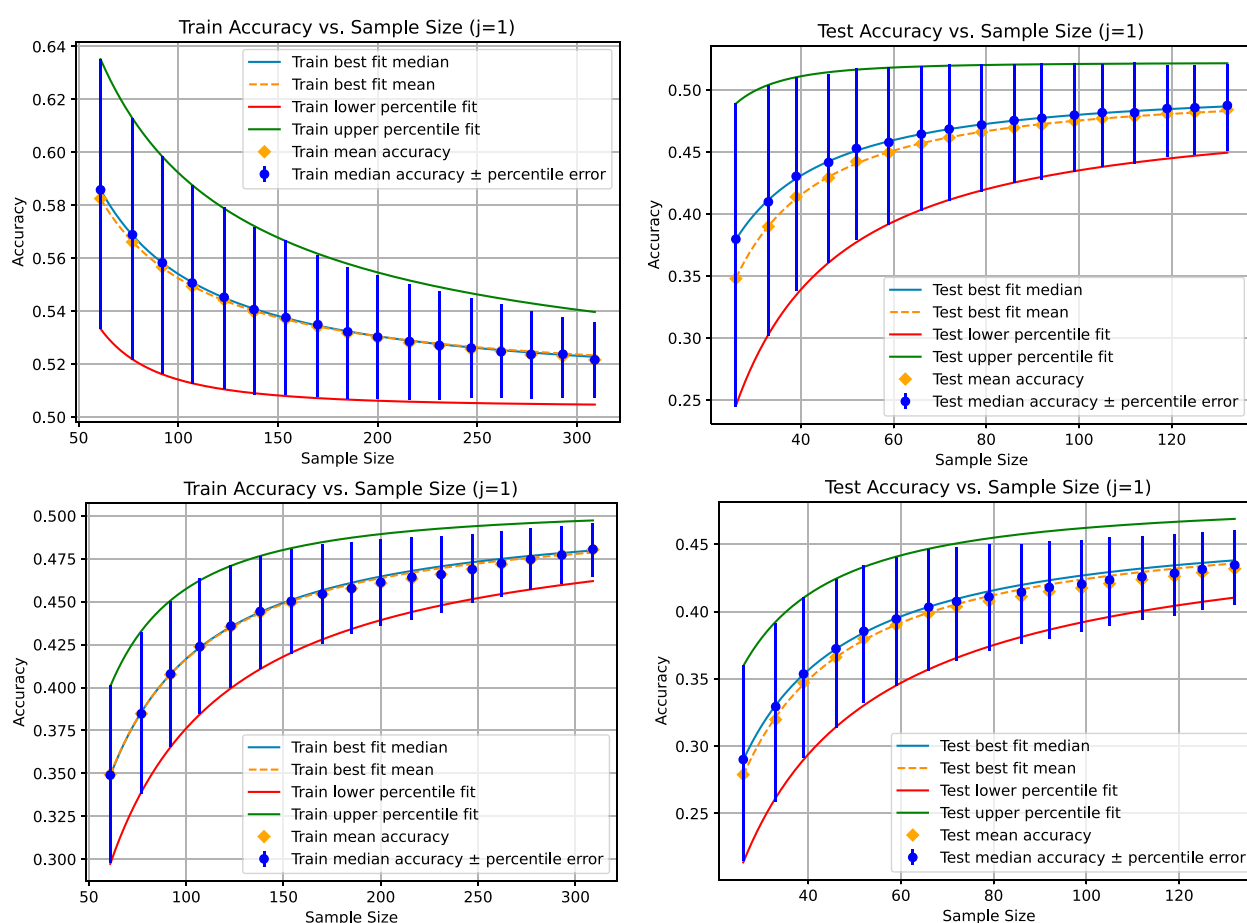 Train Accuracy vs. Sample Size (j=1)
0.64
0.62
0.60
0.58
0.56
0.54
0.52
0.50
Accuracy
Train best fit median
Train best fit mean
Train lower percentile fit
Train upper percentile fit
Train mean accuracy
Train median accuracy ± percentile error
50
100
150
200
250
300
Sample Size
Test Accuracy vs. Sample Size (j=1)
0.50
0.45
0.40
0.35
0.30
0.25
Accuracy
Test best fit median
Test best fit mean
Test lower percentile fit
Test upper percentile fit
Test mean accuracy
Test median accuracy ± percentile error
40
60
80
100
120
Sample Size
Train Accuracy vs. Sample Size (j=1)
0.500
0.475
0.450
0.425
0.400
0.375
0.350
0.325
0.300
Accuracy
Train best fit median
Train best fit mean
Train lower percentile fit
Train upper percentile fit
Train mean accuracy
Train median accuracy ± percentile error
50
100
150
200
250
300
Sample Size
Test Accuracy vs. Sample Size (j=1)
0.45
0.40
0.35
0.30
0.25
Accuracy
Test best fit median
Test best fit mean
Test lower percentile fit
Test upper percentile fit
Test mean accuracy
Test median accuracy ± percentile error
40
60
80
100
120
Sample Size